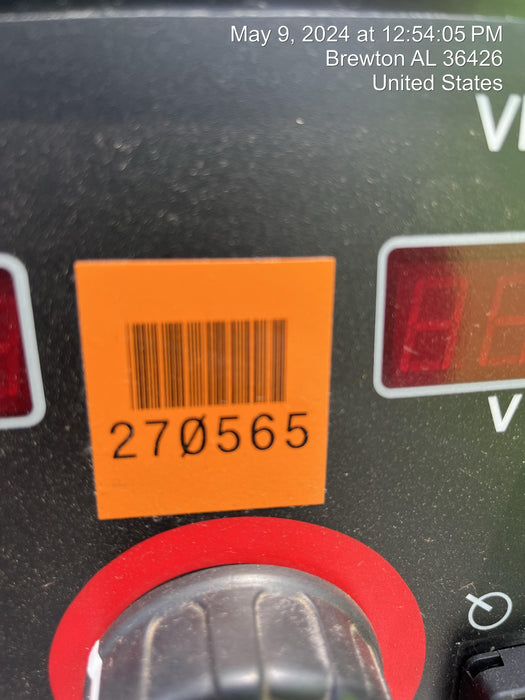 May 9, 2024 at 12:54:05 PM
Brewton AL 36426
United States
270565
V